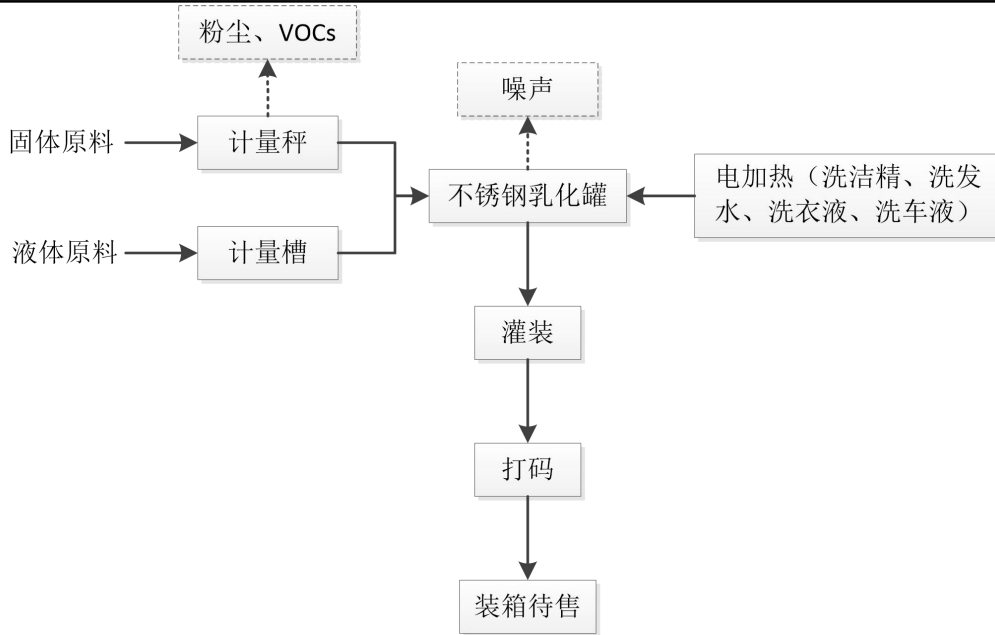 粉尘、VOCs
噪声
固体原料
计量秤
电加热（洗洁精、洗发
水、洗衣液、洗车液）
不锈钢乳化罐
液体原料
计量槽
灌装
打码
装箱待售